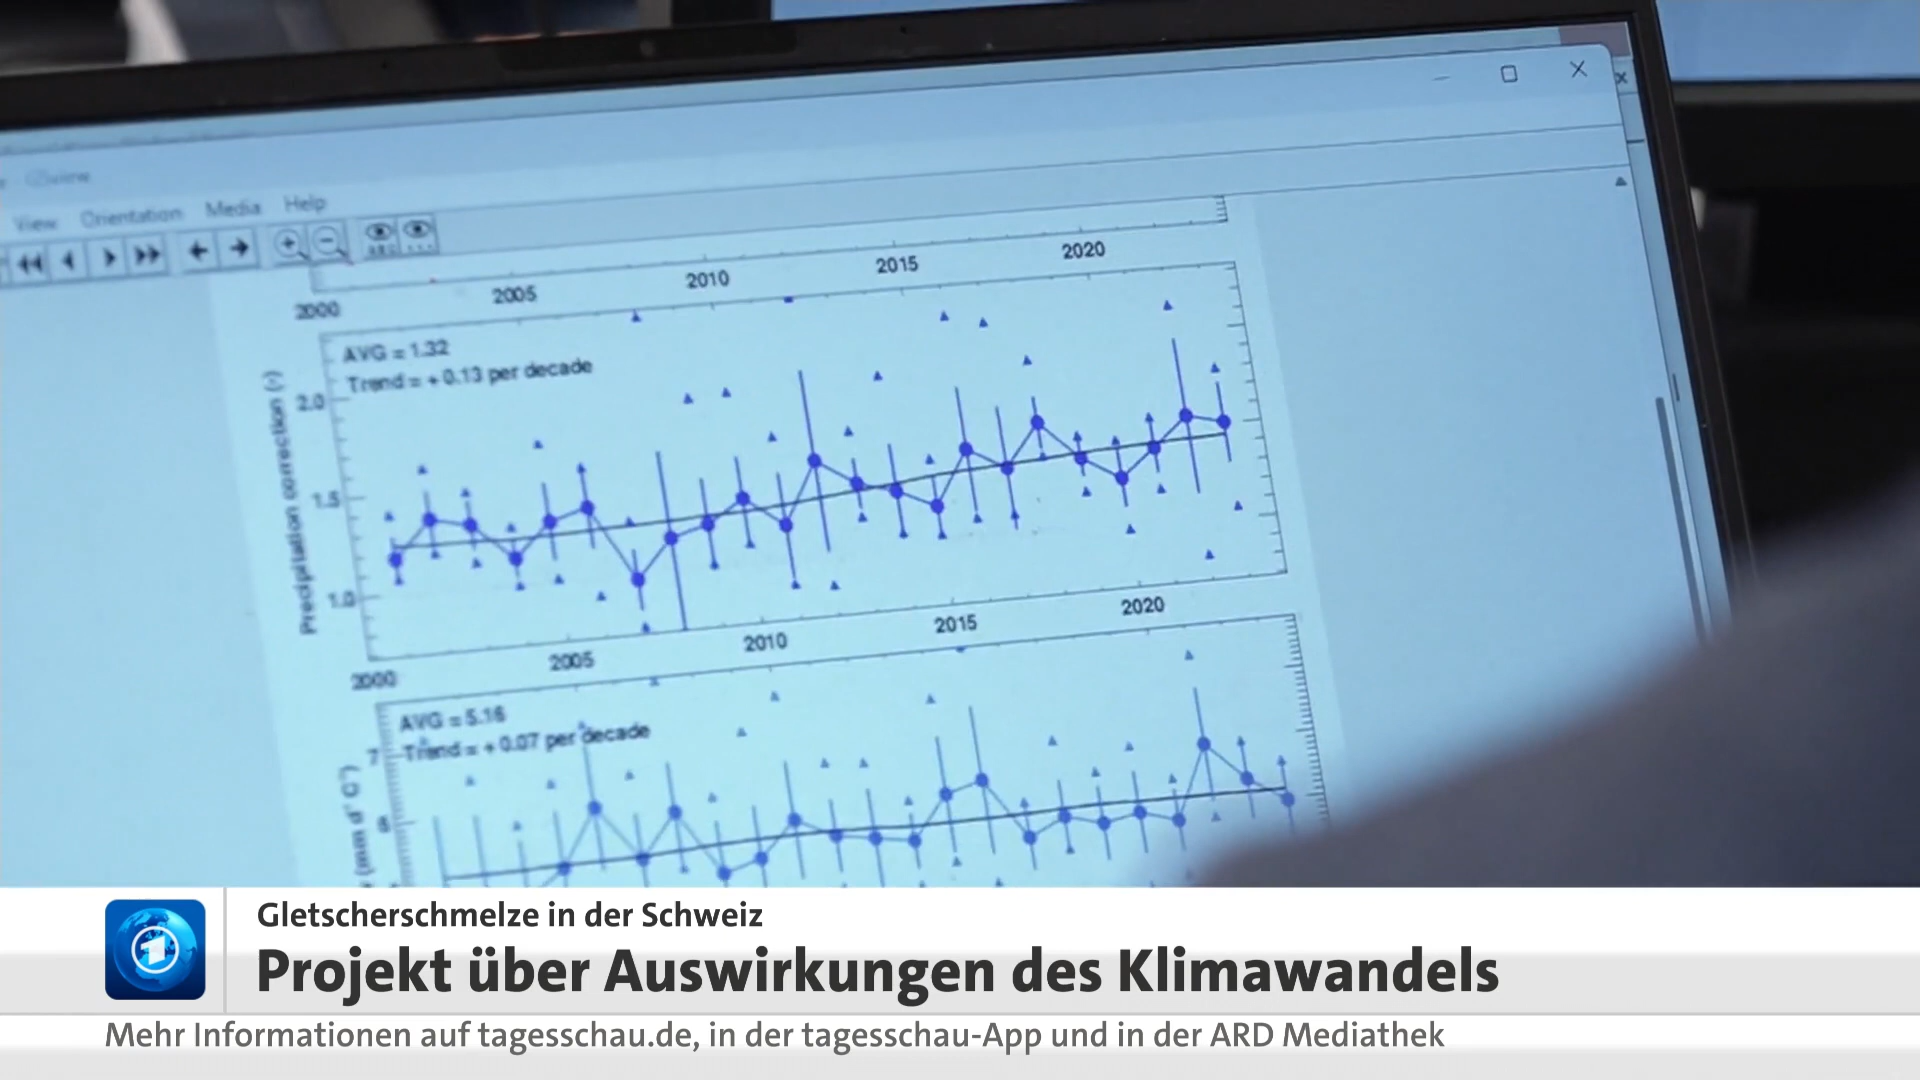 View Orientation Media Help
2000 2005 2010 2015 2020
AVG = 1.32
Trend = + 0.13 per decade
Precipitation correction (-)
2.0
1.5
1.0
2000 2005 2010 2015 2020
AVG = 5.16
Trend = + 0.07 per decade
7
6
Gletscherschmelze in der Schweiz
1
Projekt über Auswirkungen des Klimawandels
Mehr Informationen auf tagesschau.de, in der tagesschau-App und in der ARD Mediathek